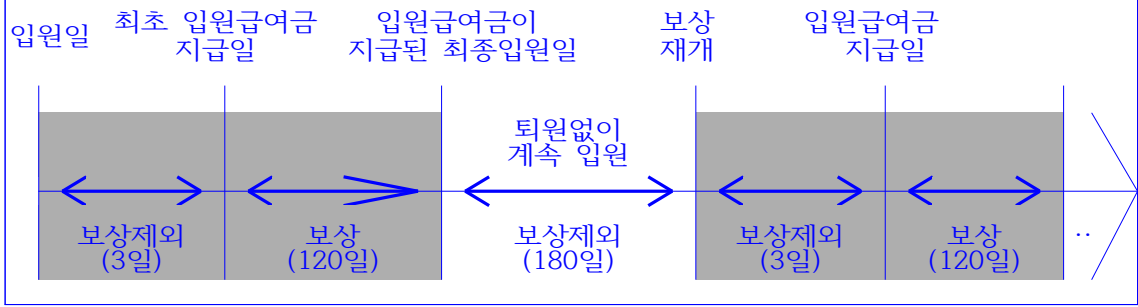 입원일
최초 입원급여금
지급일
입원급여금이
지급된 최종입원일
보상
재개
입원급여금
지급일
퇴원없이
계속 입원
보상제외
(3일)
보상
(120일)
보상제외
(180일)
보상제외
(3일)
보상
(120일)
..